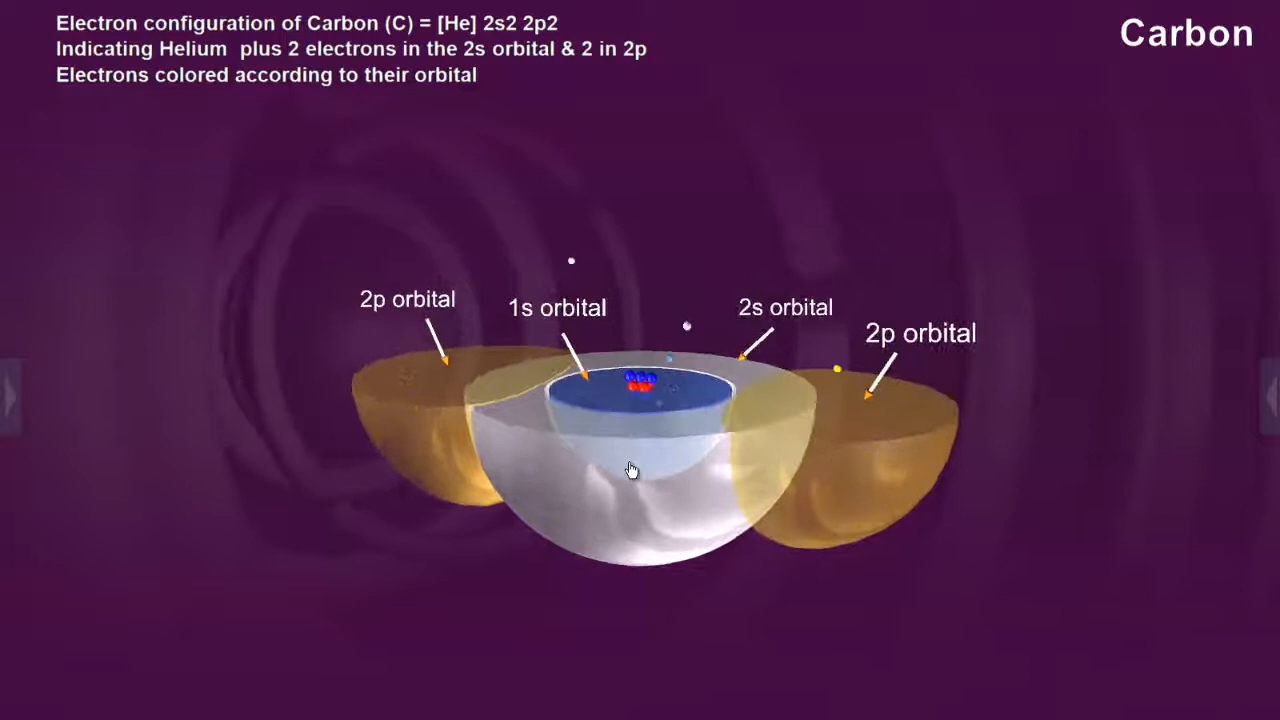 Electron configuration of Carbon (C) = [He] 2s2 2p2
Indicating Helium  plus 2 electrons in the 2s orbital & 2 in 2p
Electrons colored according to their orbital
Carbon
2p orbital
1s orbital
2s orbital
2p orbital